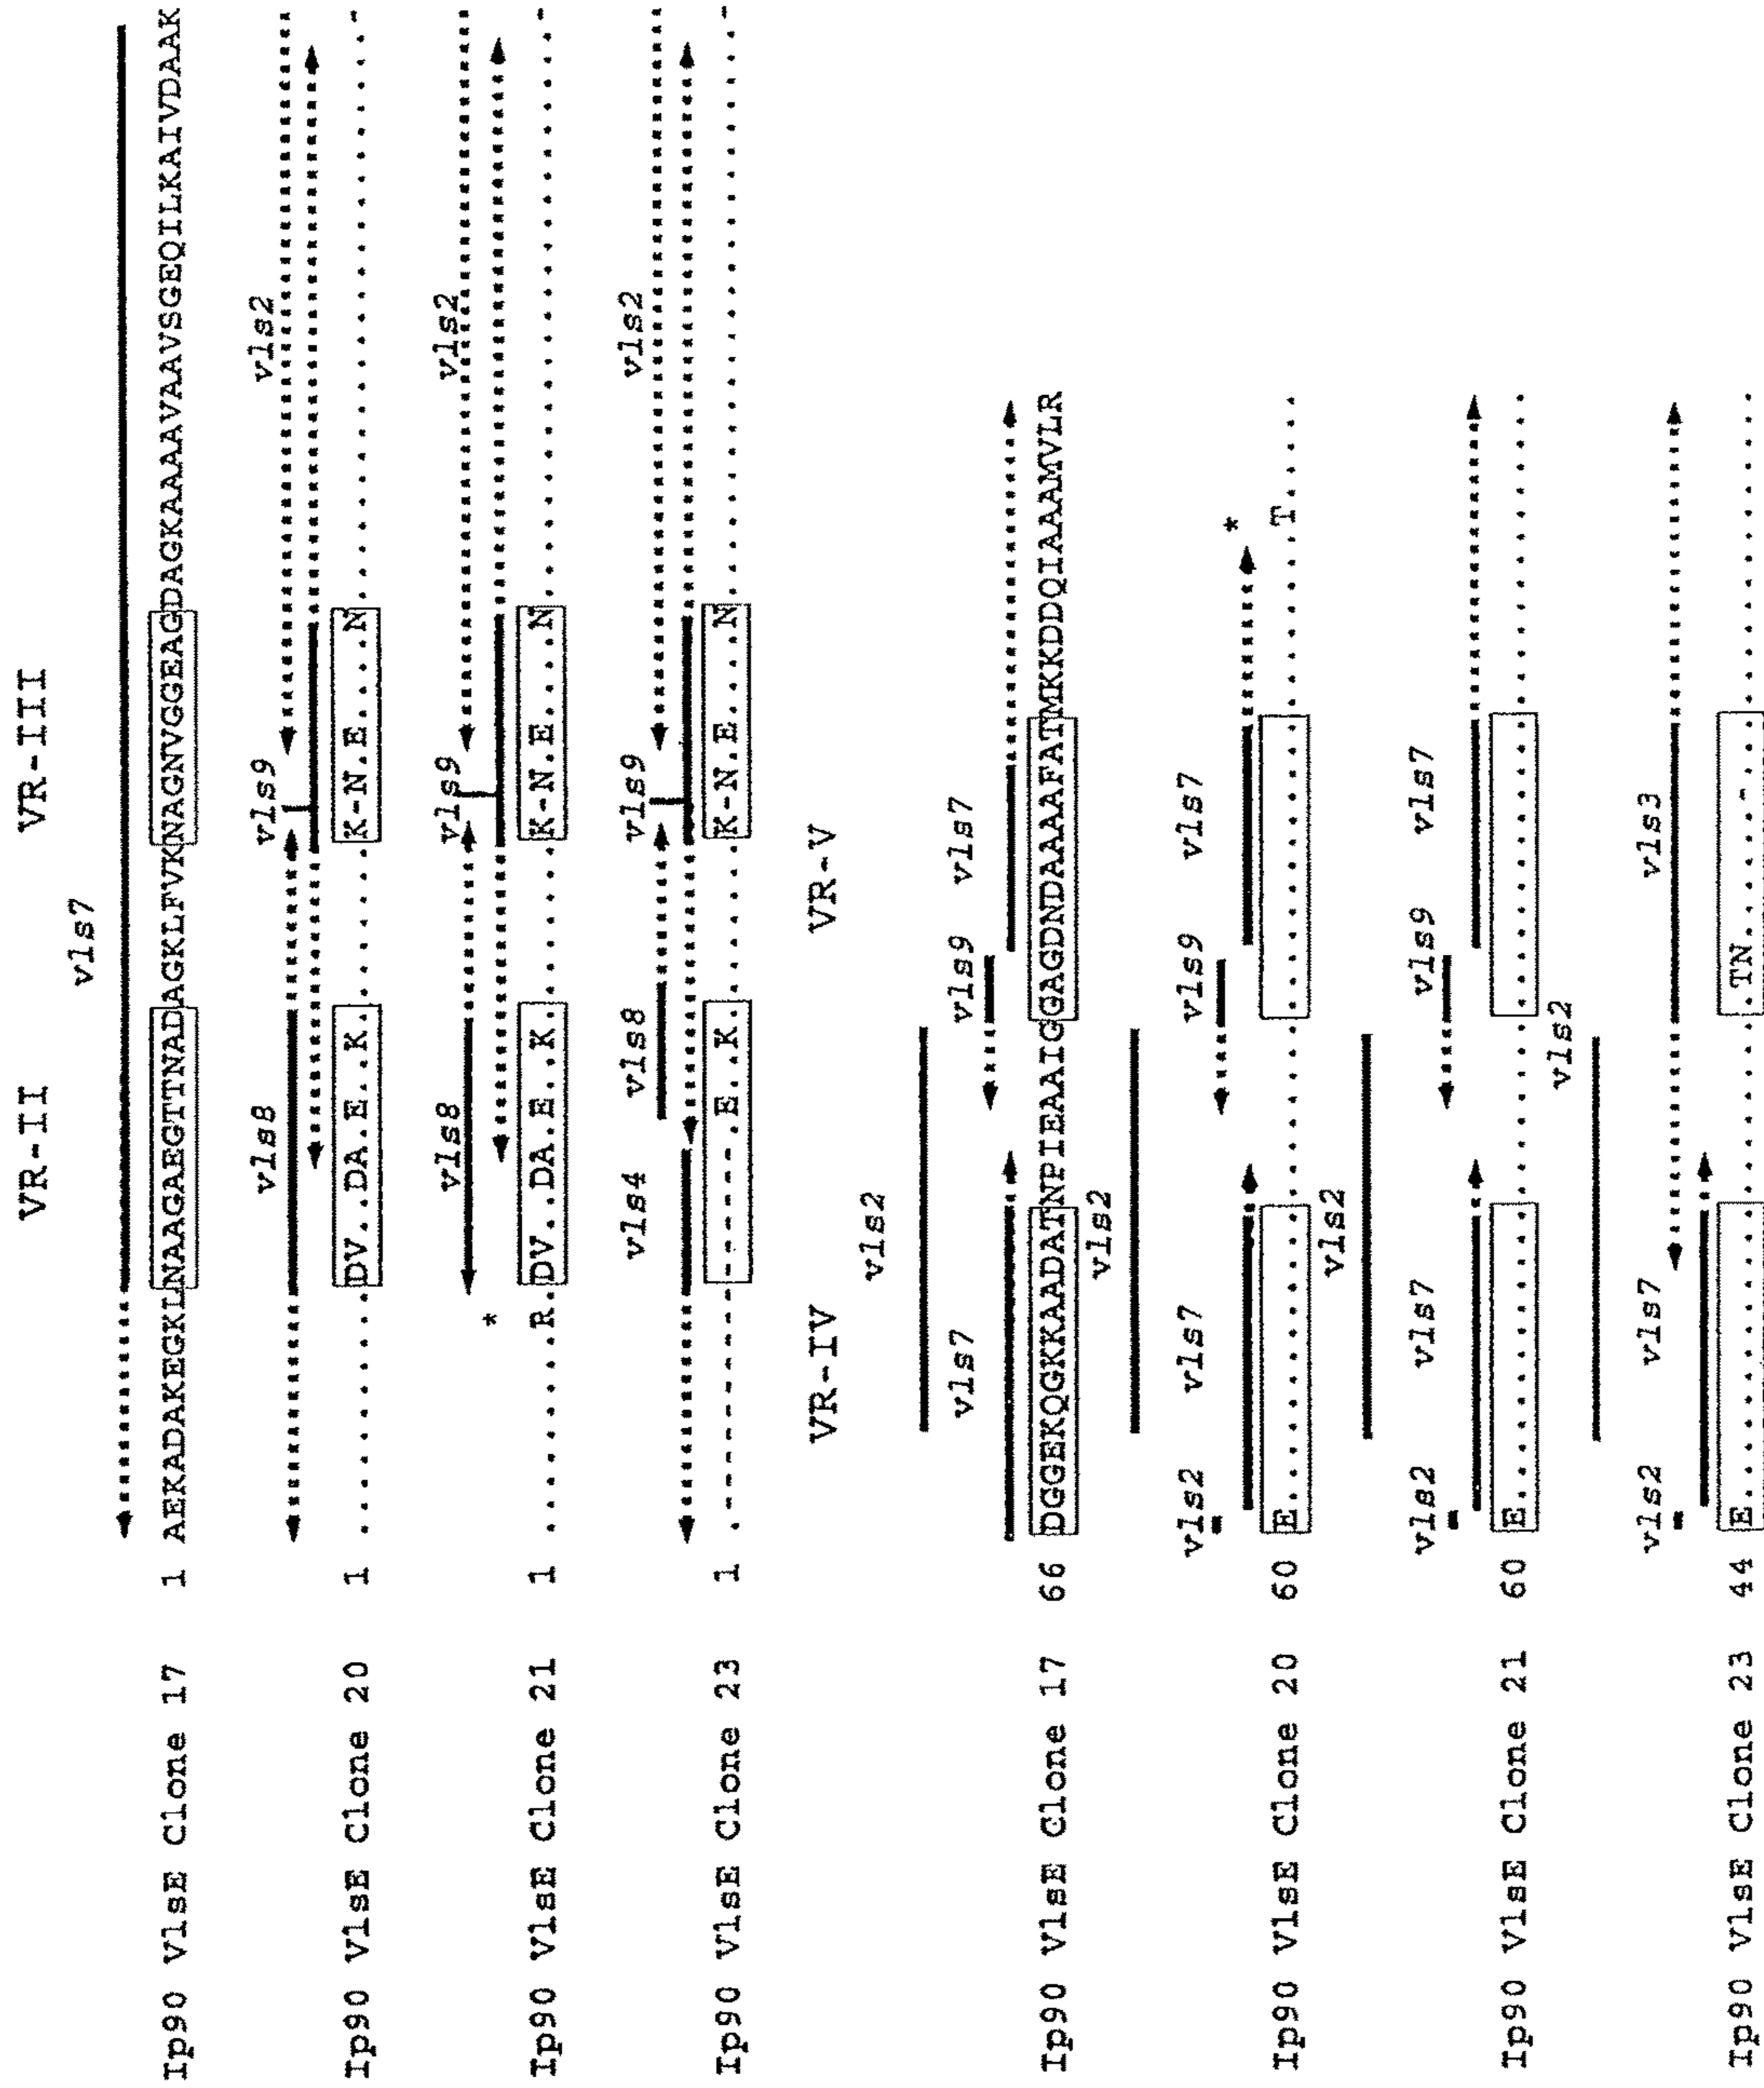 VR-II VR-III
vls7
Ip90 VlsE Clone 17 1 AEKADAKEGKLNAAGAEGTTNADAGKLFVKNAGNVGGEAGDAGKAAAAVAAVSGEQILKAIVDAAK
vls8 vls9 vls2
Ip90 VlsE Clone 20 1 ...........DV..DA.E..K........K-N.E....N.........................-
vls8 vls9 vls2
*
Ip90 VlsE Clone 21 1 .........R.DV..DA.E..K........K-N.E....N.........................-
vls4 vls8 vls9 vls2
Ip90 VlsE Clone 23 1 .----------------.E..K........K-N.E....N.........................-
VR-IV VR-V
vls2
vls7 vls9 vls7
Ip90 VlsE Clone 17 66 DGGEKQGKKAADATNPIEAAIGGAGDNDAAAAFATMKKDDQIAAAMVLR
vls2
vls2 vls7 vls9 vls7
*
Ip90 VlsE Clone 20 60 E..........................................T.....
vls2
vls2 vls7 vls9 vls7
Ip90 VlsE Clone 21 60 E................................................
vls2
vls2 vls7 vls3
Ip90 VlsE Clone 23 44 E......................TN........................